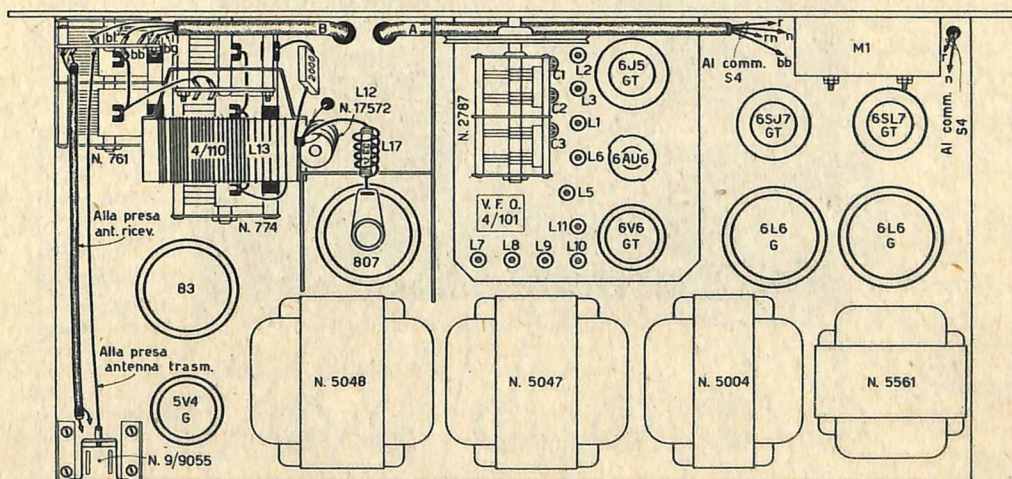 bl
bb
bg
B
A
r
rn
n
bb
Al comm.
S4
M1
n
Al comm.
S4
2000
L12
N. 17572
L17
N. 2787
C1
C2
C3
L2
L3
L1
L6
L5
L11
L7
L8
L9
L10
6J5
GT
6AU6
6V6
GT
V. F. O.
4/101
6SJ7
GT
6SL7
GT
6L6
G
6L6
G
N. 761
4/110
L13
N. 774
807
Alla presa
ant. ricev.
83
Alla presa
antenna trasm.
5V4
G
N. 9/9055
N. 5048
N. 5047
N. 5004
N. 5561